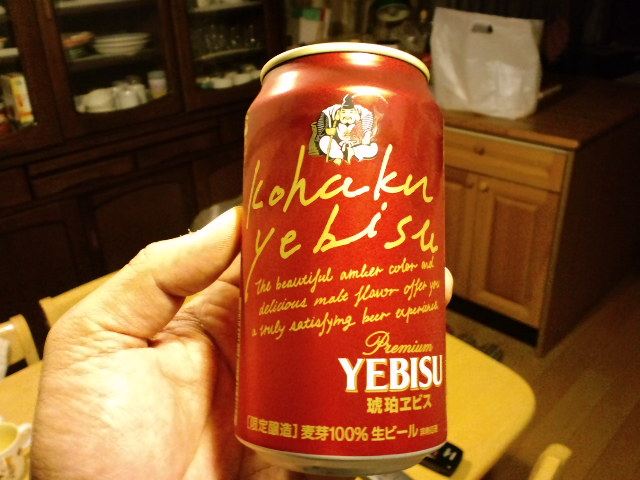 kohaku
yebisu
The beautiful amber color and
delicious malt flavor offer you
a truly satisfying beer experience
Premium
YEBISU
琥珀ヱビス
[限定醸造] 麦芽100% 生ビール